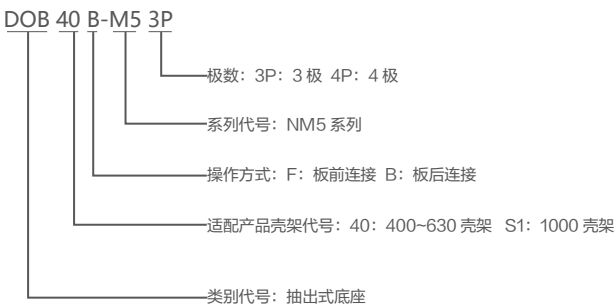 DOB 40 B-M5 3P
极数：3P：3 极 4P：4 极
系列代号：NM5 系列
操作方式：F：板前连接 B：板后连接
适配产品壳架代号：40：400~630 壳架 S1：1000 壳架
类别代号：抽出式底座